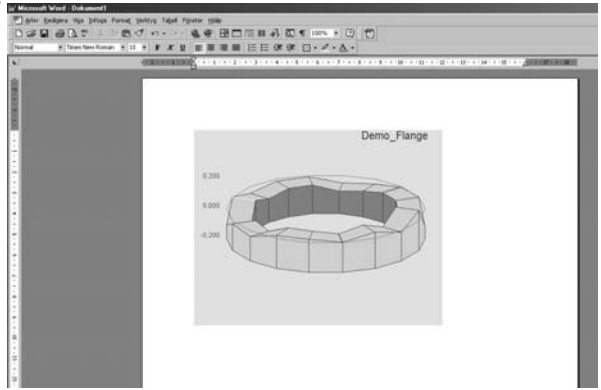 Microsoft Word - Dokument1
Arkiv Redigera Visa Infoga Format Verktyg Tabell Fönster Hjälp
100%
Normal Times New Roman 10 F K U
Demo_Flange
0.200
0.000
-0.200